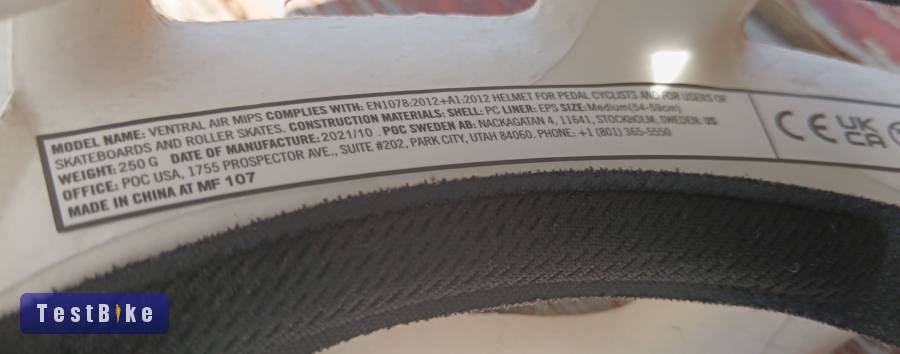 MODEL NAME: VENTRAL AIR MIPS COMPLIES WITH: EN1078:2012+A1:2012 HELMET FOR PEDAL CYCLISTS AND FOR USERS OF
SKATEBOARDS AND ROLLER SKATES. CONSTRUCTION MATERIALS: SHELL: PC LINER: EPS SIZE:Medium(54-59cm)
WEIGHT: 250 G DATE OF MANUFACTURE: 2021/10 . POC SWEDEN AB: NACKAGATAN 4, 11641, STOCKHOLM, SWEDEN. US
OFFICE: POC USA, 1755 PROSPECTOR AVE., SUITE #202, PARK CITY, UTAH 84060. PHONE: +1 (801) 365-5550
MADE IN CHINA AT MF 107
CE UK
CA
TestBike